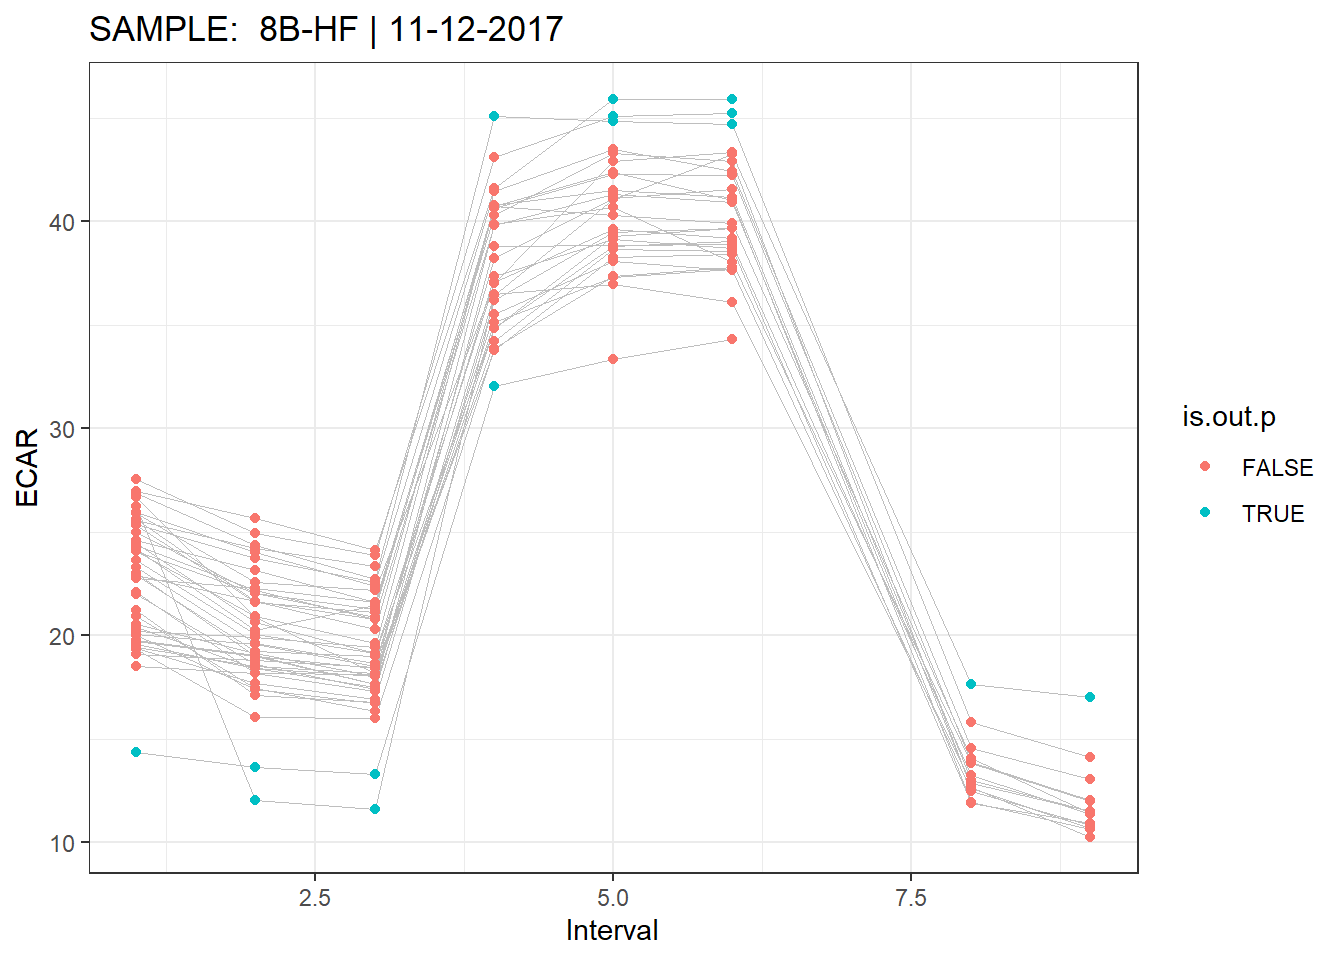 SAMPLE:  8B-HF | 11-12-2017
ECAR
40
30
20
10
2.5 5.0 7.5
Interval
is.out.p
FALSE
TRUE